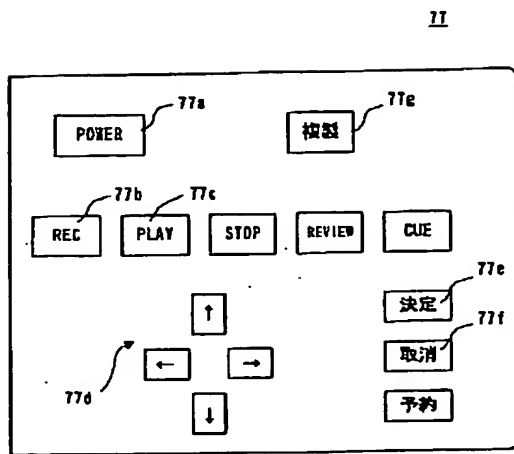 77
77a
77g
POWER
複製
77b
77c
REC
PLAY
STOP
REVIEW
CUE
77e
決定
↑
77f
取消
←
→
77d
予約
↓